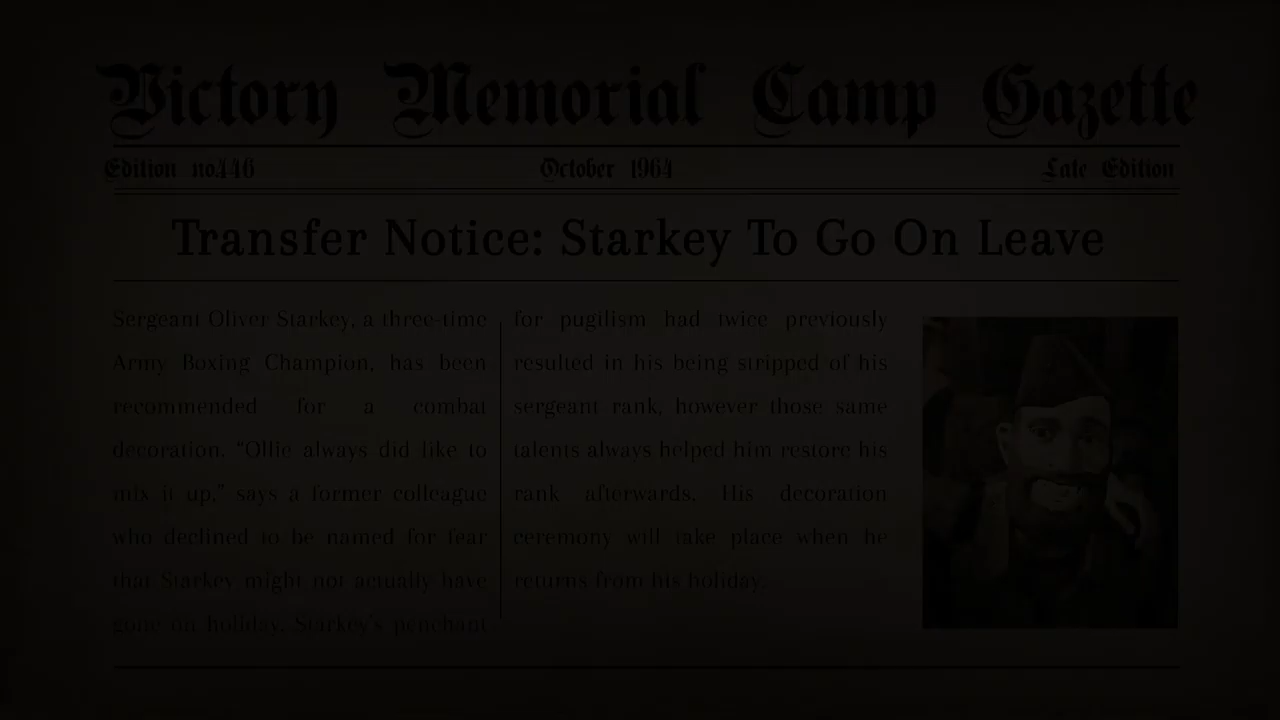 Victory Memorial Camp Gazette
Edition no.146 October 1964 Late Edition
Transfer Notice: Starkey To Go On Leave
Sergeant Oliver Starkey, a three-time
Army Boxing Champion, has been
recommended for a combat
decoration. “Ollie always did like to
mix it up,” says a former colleague
who declined to be named for fear
that Starkey might not actually have
gone on holiday. Starkey's penchant
for pugilism had twice previously
resulted in his being stripped of his
sergeant rank, however those same
talents always helped him restore his
rank afterwards. His decoration
ceremony will take place when he
returns from his holiday.